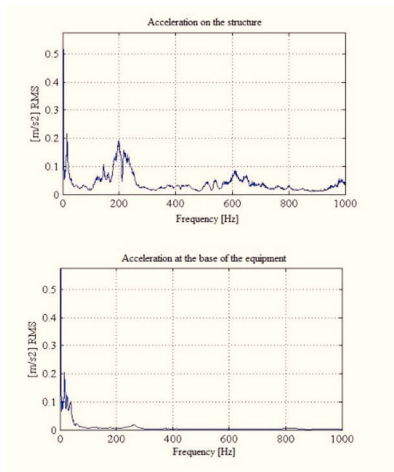 Acceleration on the structure
[m/s2] RMS
0.5
0.4
0.3
0.2
0.1
0
0 200 400 600 800 1000
Frequency [Hz]
Acceleration at the base of the equipment
[m/s2] RMS
0.5
0.4
0.3
0.2
0.1
0
0 200 400 600 800 1000
Frequency [Hz]